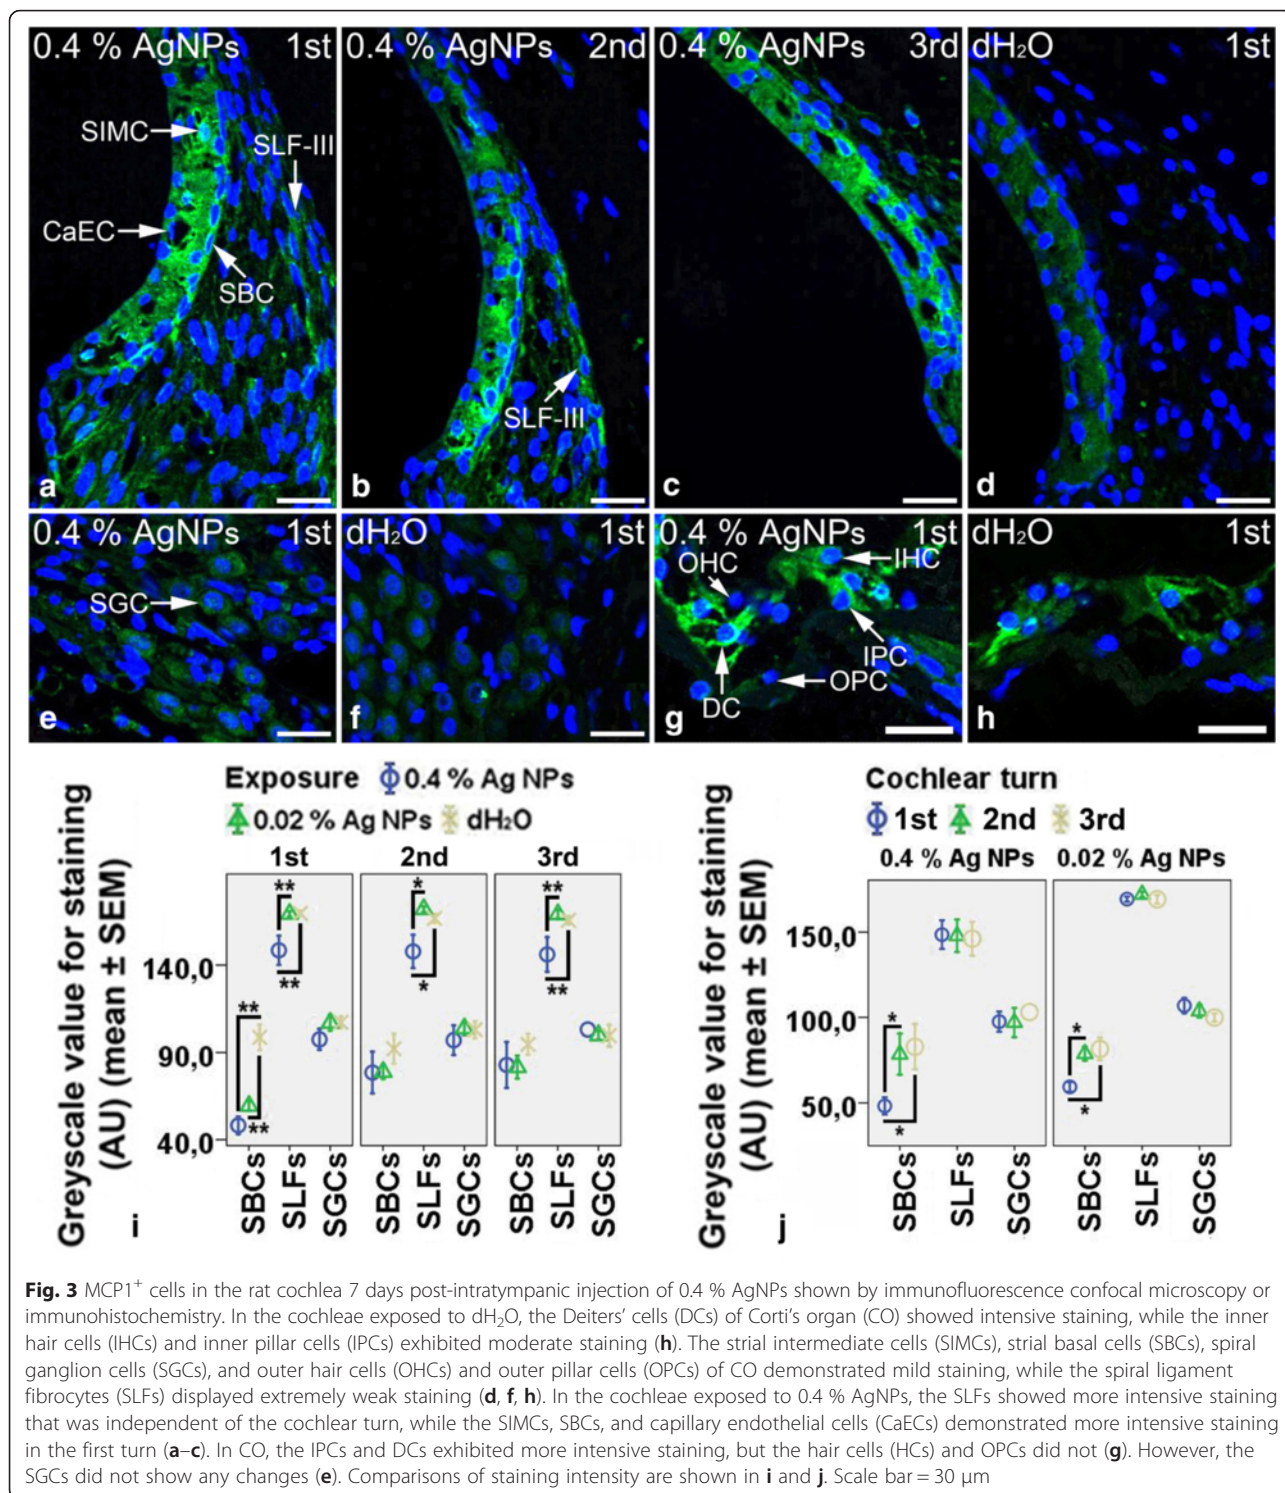 0.4 % AgNPs 1st
0.4 % AgNPs 2nd
0.4 % AgNPs 3rd
dH₂O 1st
SIMC
SLF-III
CaEC
SBC
SLF-III
a
b
c
d
0.4 % AgNPs 1st
dH₂O 1st
0.4 % AgNPs 1st
dH₂O 1st
SGC
OHC
IHC
IPC
OPC
DC
e
f
g
h
Greyscale value for staining
(AU) (mean ± SEM)
Exposure 0.4 % Ag NPs
0.02 % Ag NPs dH₂O
1st 2nd 3rd
** * **
140,0
** * **
**
90,0
**
40,0
SBCs SLFs SGCs SBCs SLFs SGCs SBCs SLFs SGCs
i
Greyscale value for staining
(AU) (mean ± SEM)
Cochlear turn
1st 2nd 3rd
0.4 % Ag NPs 0.02 % Ag NPs
150,0
100,0
* *
50,0
* *
SBCs SLFs SGCs SBCs SLFs SGCs
j
Fig. 3 MCP1⁺ cells in the rat cochlea 7 days post-intratympanic injection of 0.4 % AgNPs shown by immunofluorescence confocal microscopy or
immunohistochemistry. In the cochleae exposed to dH₂O, the Deiters’ cells (DCs) of Corti’s organ (CO) showed intensive staining, while the inner
hair cells (IHCs) and inner pillar cells (IPCs) exhibited moderate staining (h). The strial intermediate cells (SIMCs), strial basal cells (SBCs), spiral
ganglion cells (SGCs), and outer hair cells (OHCs) and outer pillar cells (OPCs) of CO demonstrated mild staining, while the spiral ligament
fibrocytes (SLFs) displayed extremely weak staining (d, f, h). In the cochleae exposed to 0.4 % AgNPs, the SLFs showed more intensive staining
that was independent of the cochlear turn, while the SIMCs, SBCs, and capillary endothelial cells (CaECs) demonstrated more intensive staining
in the first turn (a–c). In CO, the IPCs and DCs exhibited more intensive staining, but the hair cells (HCs) and OPCs did not (g). However, the
SGCs did not show any changes (e). Comparisons of staining intensity are shown in i and j. Scale bar = 30 μm